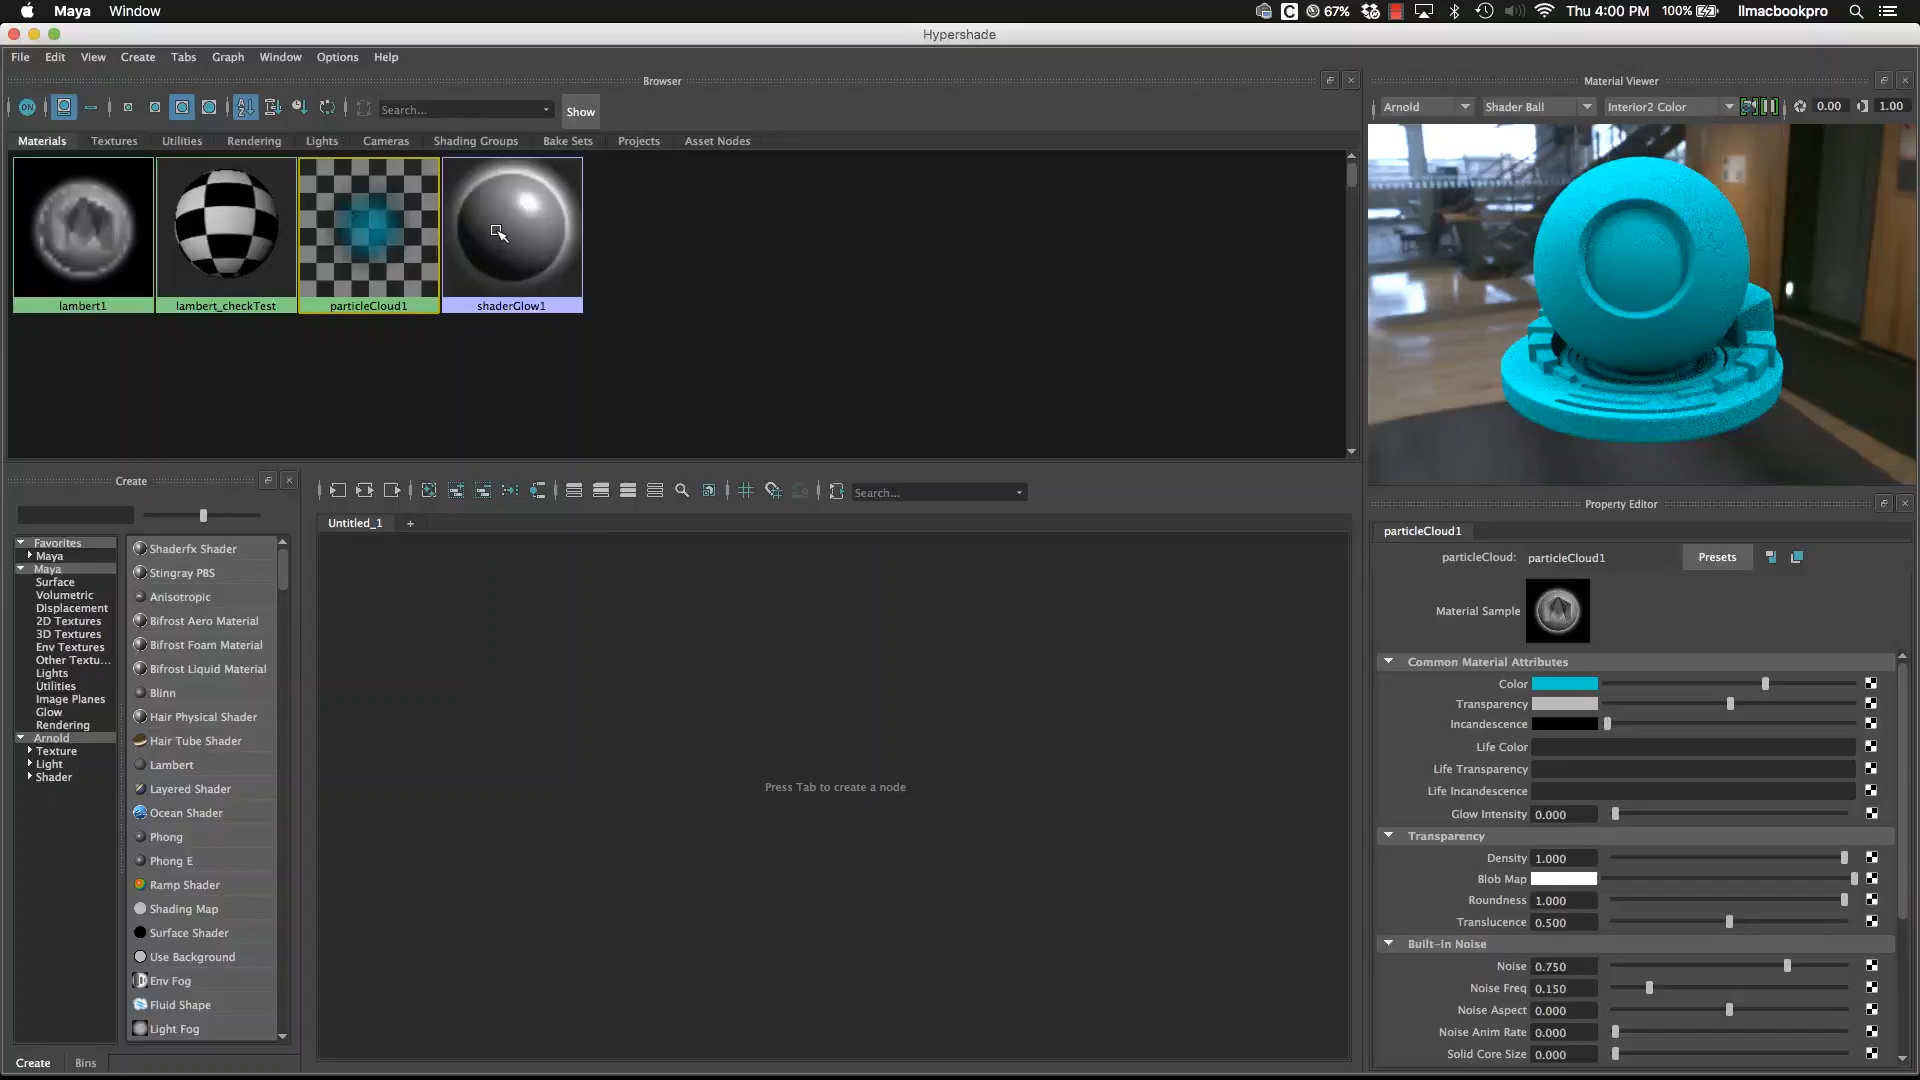 Maya Window
67% Thu 4:00 PM 100% llmacbookpro
Hypershade
File Edit View Create Tabs Graph Window Options Help
Browser
Search... Show
Materials Textures Utilities Rendering Lights Cameras Shading Groups Bake Sets Projects Asset Nodes
lambert1 lambert_checkTest particleCloud1 shaderGlow1
Material Viewer
Arnold Shader Ball Interior2 Color 0.00 1.00
Create
Favorites
Maya
Maya
Surface
Volumetric
Displacement
2D Textures
3D Textures
Env Textures
Other Textu...
Lights
Utilities
Image Planes
Glow
Rendering
Arnold
Texture
Light
Shader
Shaderfx Shader
Stingray PBS
Anisotropic
Bifrost Aero Material
Bifrost Foam Material
Bifrost Liquid Material
Blinn
Hair Physical Shader
Hair Tube Shader
Lambert
Layered Shader
Ocean Shader
Phong
Phong E
Ramp Shader
Shading Map
Surface Shader
Use Background
Env Fog
Fluid Shape
Light Fog
Create Bins
Search...
Untitled_1 +
Press Tab to create a node
Property Editor
particleCloud1
particleCloud: particleCloud1 Presets
Material Sample
Common Material Attributes
Color
Transparency
Incandescence
Life Color
Life Transparency
Life Incandescence
Glow Intensity 0.000
Transparency
Density 1.000
Blob Map
Roundness 1.000
Translucence 0.500
Built-in Noise
Noise 0.750
Noise Freq 0.150
Noise Aspect 0.000
Noise Anim Rate 0.000
Solid Core Size 0.000